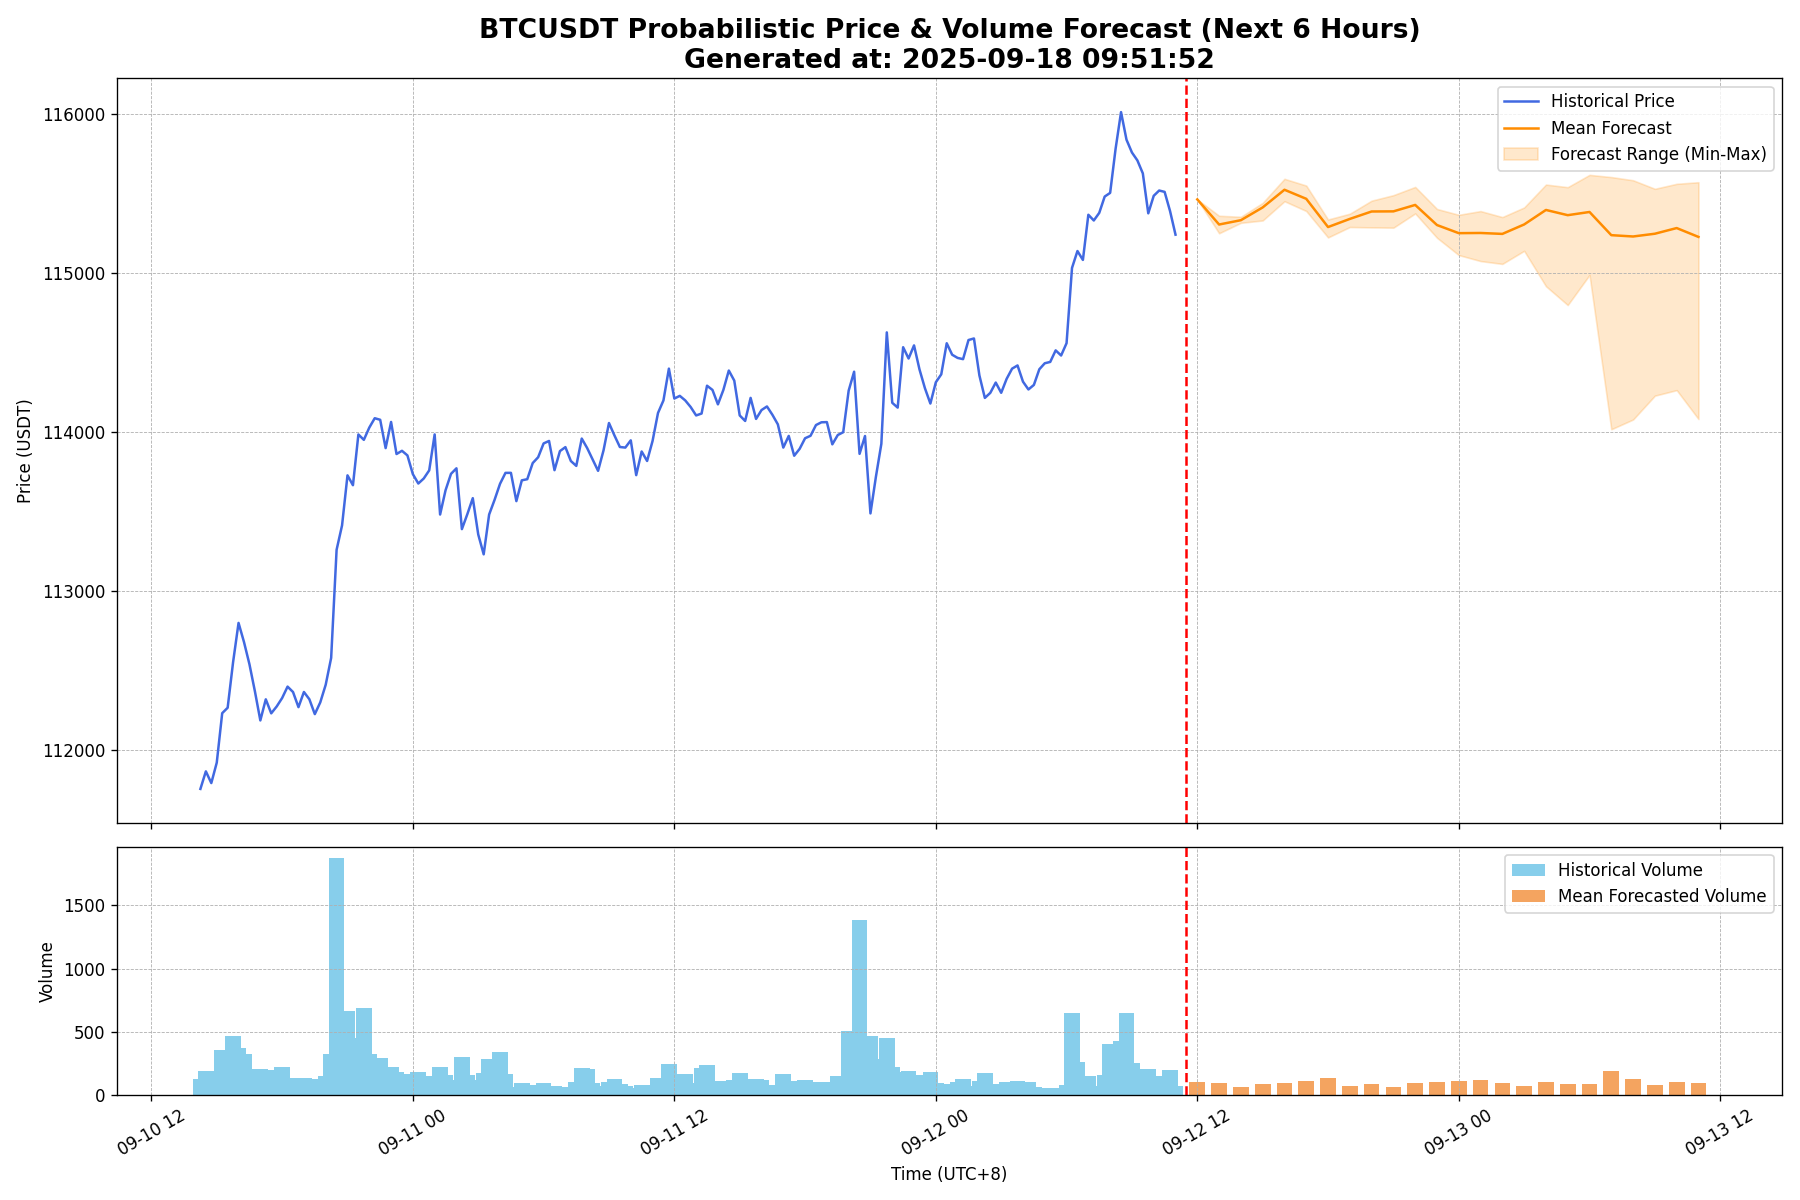 BTCUSDT Probabilistic Price & Volume Forecast (Next 6 Hours)
Generated at: 2025-09-18 09:51:52
Historical Price
Mean Forecast
Forecast Range (Min-Max)
116000
115000
114000
113000
112000
Price (USDT)
Historical Volume
Mean Forecasted Volume
1500
1000
500
0
Volume
09-10 12
09-11 00
09-11 12
09-12 00
09-12 12
09-13 00
09-13 12
Time (UTC+8)